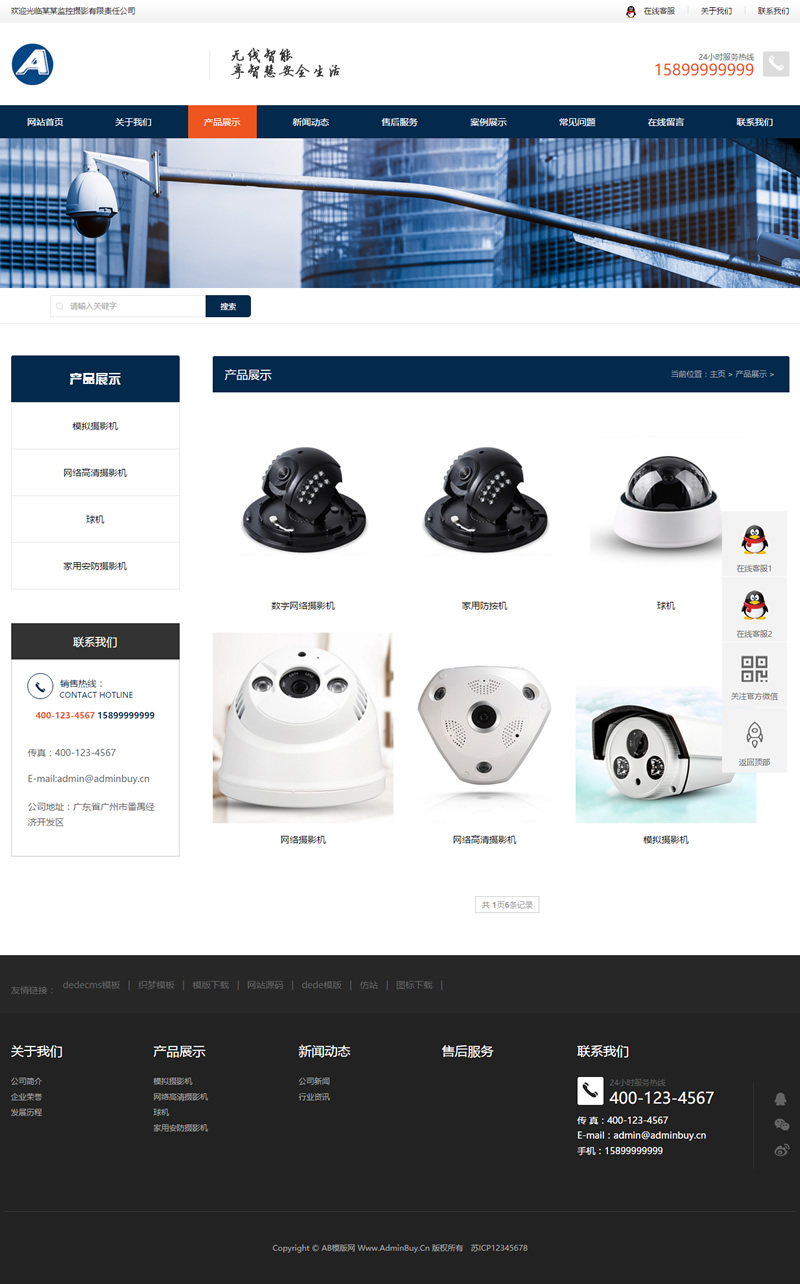 欢迎光临某某监控摄影有限责任公司
在线客服
关于我们
联系我们
A
无线智能
享智慧安全生活
24小时服务热线
15899999999
网站首页
关于我们
产品展示
新闻动态
售后服务
案例展示
常见问题
在线留言
联系我们
请输入关键字
搜索
产品展示
模拟摄影机
网络高清摄影机
球机
家用安防摄影机
产品展示
当前位置：主页 > 产品展示 >
数字网络摄影机
家用防按机
球机
网络摄影机
网络高清摄影机
模拟摄影机
在线客服1
在线客服2
关注官方微信
返回顶部
联系我们
销售热线：
CONTACT HOTLINE
400-123-4567 15899999999
传真：400-123-4567
E-mail:admin@adminbuy.cn
公司地址：广东省广州市番禺经
济开发区
共 1页6条记录
友情链接：
dedecms模板 | 织梦模板 | 模版下载 | 网站源码 | dede模版 | 仿站 | 图标下载 |
关于我们
公司简介
企业荣誉
发展历程
产品展示
模拟摄影机
网络高清摄影机
球机
家用安防摄影机
新闻动态
公司新闻
行业资讯
售后服务
联系我们
24小时服务热线
400-123-4567
传 真：400-123-4567
E-mail：admin@adminbuy.cn
手机：15899999999
Copyright © AB模版网 Www.AdminBuy.Cn 版权所有 苏ICP12345678